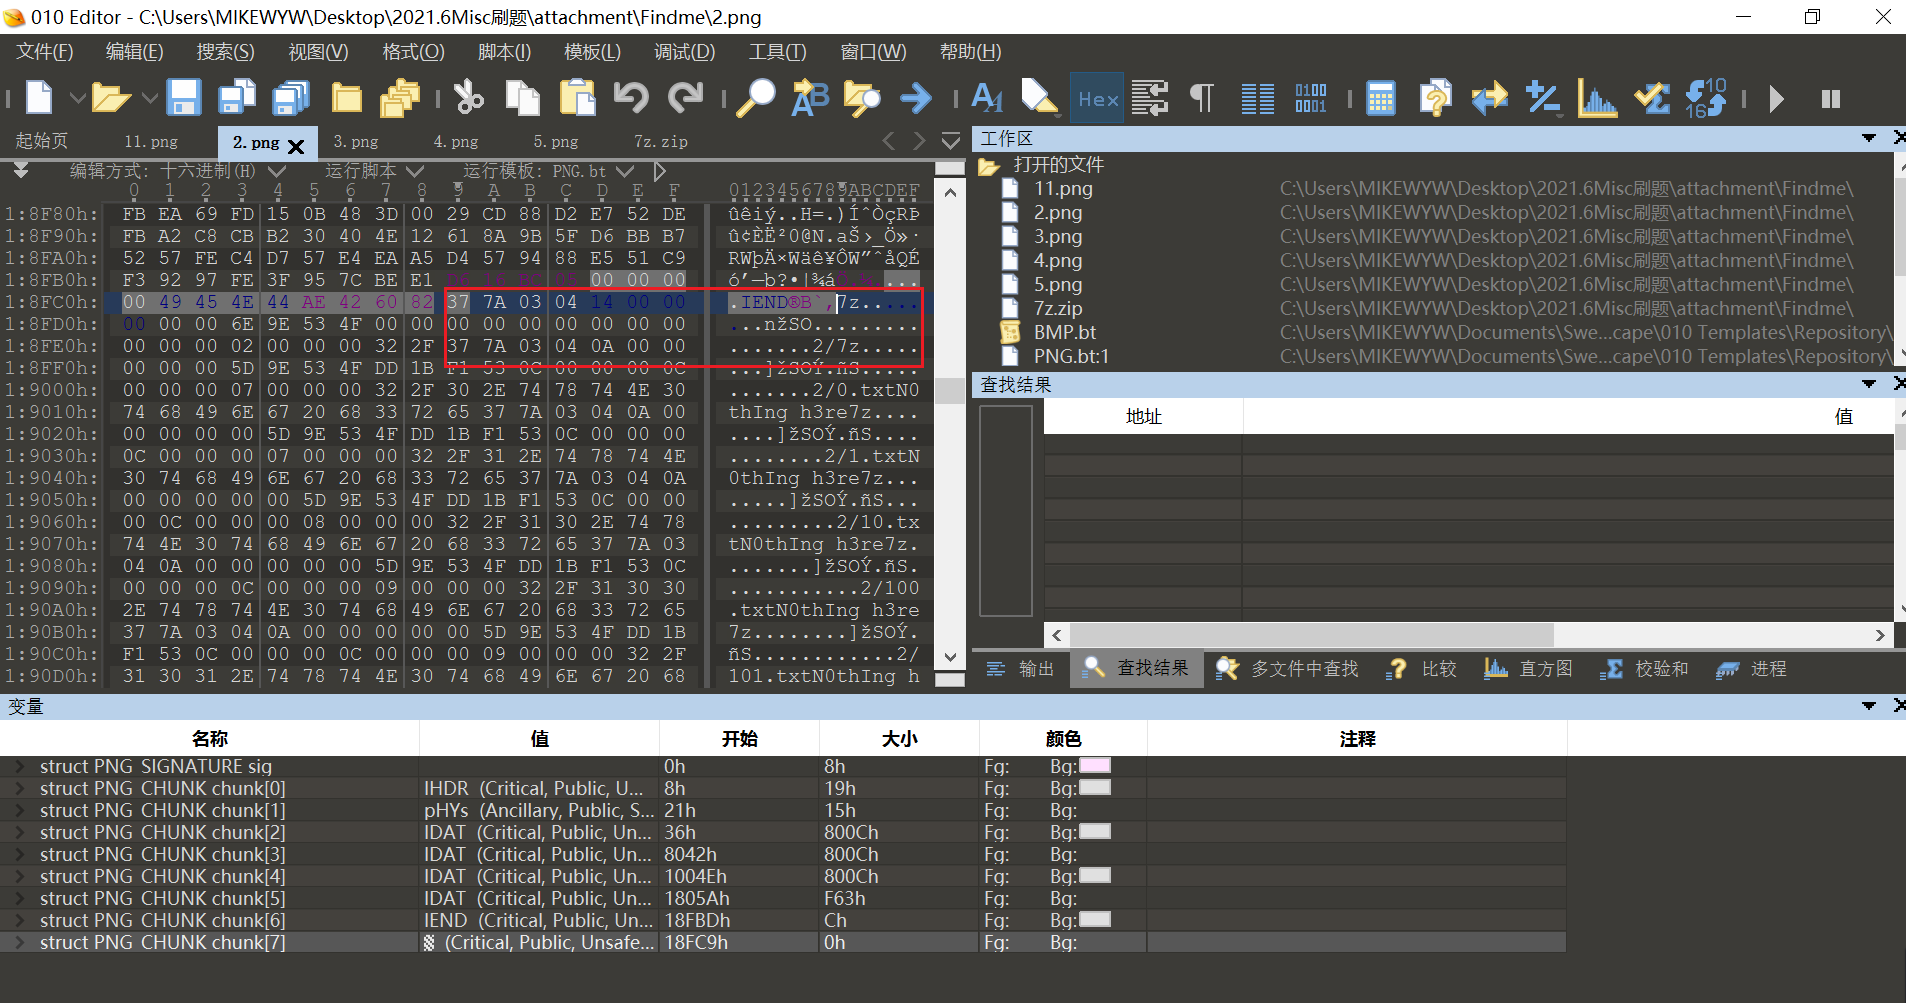 010 Editor - C:\Users\MIKEWYW\Desktop\2021.6Misc刷题\attachment\Findme\2.png
文件(F) 编辑(E) 搜索(S) 视图(V) 格式(O) 脚本(I) 模板(L) 调试(D) 工具(T) 窗口(W) 帮助(H)
Hex
起始页 11.png 2.png 3.png 4.png 5.png 7z.zip
编辑方式: 十六进制(H) 运行脚本 运行模板: PNG.bt
0 1 2 3 4 5 6 7 8 9 A B C D E F 0123456789ABCDEF
1:8F80h: FB EA 69 FD 15 0B 48 3D 00 29 CD 88 D2 E7 52 DE ûêiý..H=.)ÍˆÒçRÞ
1:8F90h: FB A2 C8 CB B2 30 40 4E 12 61 8A 9B 5F D6 BB B7 û¢ÈË²0@N.aŠ›_Ö»·
1:8FA0h: 52 57 FE C4 D7 57 E4 EA A5 D4 57 94 88 E5 51 C9 RWþÄ×Wäê¥ÔW”ˆåQÉ
1:8FB0h: F3 92 97 FE 3F 95 7C BE E1 00 00 00
1:8FC0h: 00 49 45 4E 44 AE 42 60 82 37 7A 03 04 14 00 00 .IEND®B`‚7z.....
1:8FD0h: 00 00 00 6E 9E 53 4F 00 00 00 00 00 00 00 00 00 ...nžSO.........
1:8FE0h: 00 00 00 02 00 00 00 32 2F 37 7A 03 04 0A 00 00 .......2/7z.....
1:8FF0h: 00 00 00 5D 9E 53 4F DD 1B F1 53 0C 00 00 00 0C ...]žSOÝ.ñS.....
1:9000h: 00 00 00 07 00 00 00 32 2F 30 2E 74 78 74 4E 30 .......2/0.txtN0
1:9010h: 74 68 49 6E 67 20 68 33 72 65 37 7A 03 04 0A 00 thIng h3re7z....
1:9020h: 00 00 00 00 5D 9E 53 4F DD 1B F1 53 0C 00 00 00 ....]žSOÝ.ñS....
1:9030h: 0C 00 00 00 07 00 00 00 32 2F 31 2E 74 78 74 4E ........2/1.txtN
1:9040h: 30 74 68 49 6E 67 20 68 33 72 65 37 7A 03 04 0A 0thIng h3re7z...
1:9050h: 00 00 00 00 00 5D 9E 53 4F DD 1B F1 53 0C 00 00 .....]žSOÝ.ñS...
1:9060h: 00 0C 00 00 00 08 00 00 00 32 2F 31 30 2E 74 78 .........2/10.tx
1:9070h: 74 4E 30 74 68 49 6E 67 20 68 33 72 65 37 7A 03 tN0thIng h3re7z.
1:9080h: 04 0A 00 00 00 00 00 5D 9E 53 4F DD 1B F1 53 0C .......]žSOÝ.ñS.
1:9090h: 00 00 00 0C 00 00 00 09 00 00 00 32 2F 31 30 30 ...........2/100
1:90A0h: 2E 74 78 74 4E 30 74 68 49 6E 67 20 68 33 72 65 .txtN0thIng h3re
1:90B0h: 37 7A 03 04 0A 00 00 00 00 00 5D 9E 53 4F DD 1B 7z........]žSOÝ.
1:90C0h: F1 53 0C 00 00 00 0C 00 00 00 09 00 00 00 32 2F ñS............2/
1:90D0h: 31 30 31 2E 74 78 74 4E 30 74 68 49 6E 67 20 68 101.txtN0thIng h
工作区
打开的文件
11.png C:\Users\MIKEWYW\Desktop\2021.6Misc刷题\attachment\Findme\
2.png C:\Users\MIKEWYW\Desktop\2021.6Misc刷题\attachment\Findme\
3.png C:\Users\MIKEWYW\Desktop\2021.6Misc刷题\attachment\Findme\
4.png C:\Users\MIKEWYW\Desktop\2021.6Misc刷题\attachment\Findme\
5.png C:\Users\MIKEWYW\Desktop\2021.6Misc刷题\attachment\Findme\
7z.zip C:\Users\MIKEWYW\Desktop\2021.6Misc刷题\attachment\Findme\
BMP.bt C:\Users\MIKEWYW\Documents\Swe...cape\010 Templates\Repository\
PNG.bt:1 C:\Users\MIKEWYW\Documents\Swe...cape\010 Templates\Repository\
查找结果
地址 值
输出 查找结果 多文件中查找 比较 直方图 校验和 进程
变量
名称 值 开始 大小 颜色 注释
struct PNG_SIGNATURE sig 0h 8h Fg: Bg:
struct PNG_CHUNK chunk[0] IHDR (Critical, Public, U... 8h 19h Fg: Bg:
struct PNG_CHUNK chunk[1] pHYs (Ancillary, Public, S... 21h 15h Fg: Bg:
struct PNG_CHUNK chunk[2] IDAT (Critical, Public, Un... 36h 800Ch Fg: Bg:
struct PNG_CHUNK chunk[3] IDAT (Critical, Public, Un... 8042h 800Ch Fg: Bg:
struct PNG_CHUNK chunk[4] IDAT (Critical, Public, Un... 1004Eh 800Ch Fg: Bg:
struct PNG_CHUNK chunk[5] IDAT (Critical, Public, Un... 1805Ah F63h Fg: Bg:
struct PNG_CHUNK chunk[6] IEND (Critical, Public, Un... 18FBDh Ch Fg: Bg:
struct PNG_CHUNK chunk[7] (Critical, Public, Unsafe... 18FC9h 0h Fg: Bg: